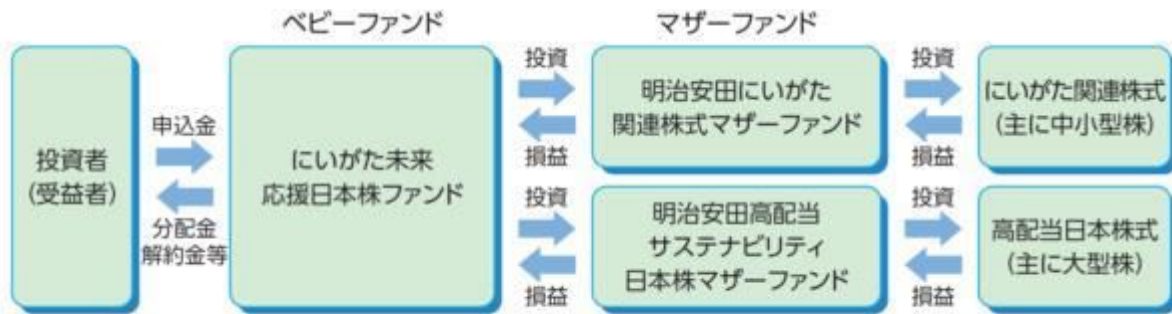 ベビーファンド
マザーファンド
投資者
(受益者)
申込金
分配金
解約金等
にいがた未来
応援日本株ファンド
投資
損益
明治安田にいがた
関連株式マザーファンド
投資
損益
にいがた関連株式
(主に中小型株)
投資
損益
明治安田高配当
サステナビリティ
日本株マザーファンド
投資
損益
高配当日本株式
(主に大型株)